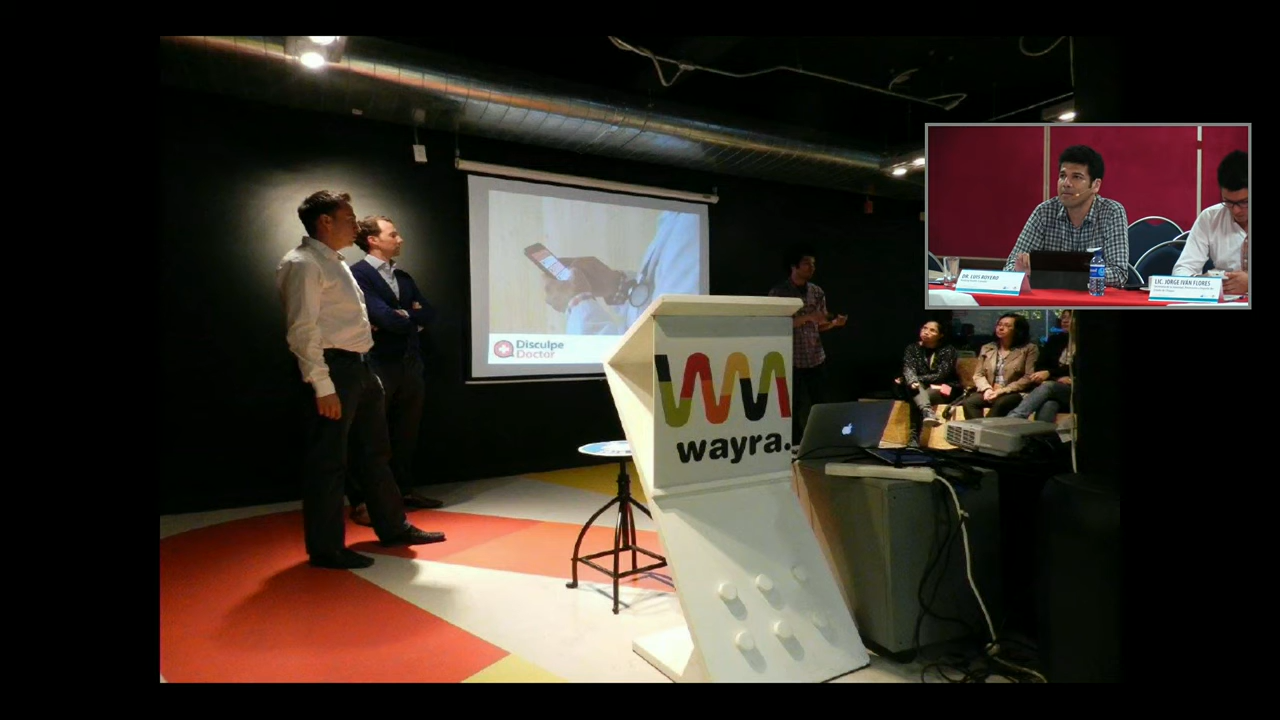 Disculpe
Doctor
wayra.
DR. LUIS ROVERO
LIC. JORGE IVÁN FLORES